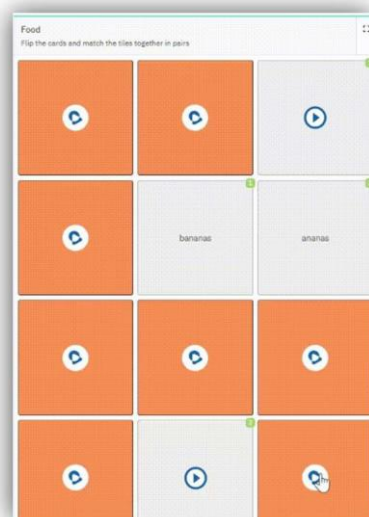 Food
Flip the cards and match the tiles together in pairs
bananas
ananas